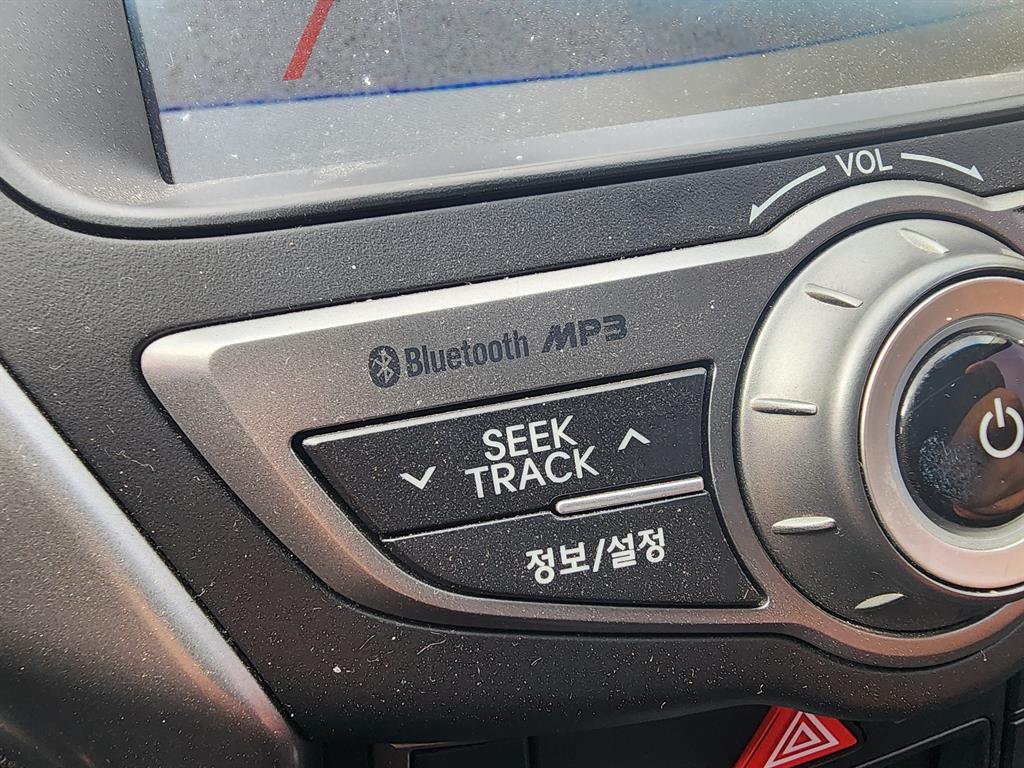 VOL
Bluetooth MP3
SEEK
TRACK
정보/설정